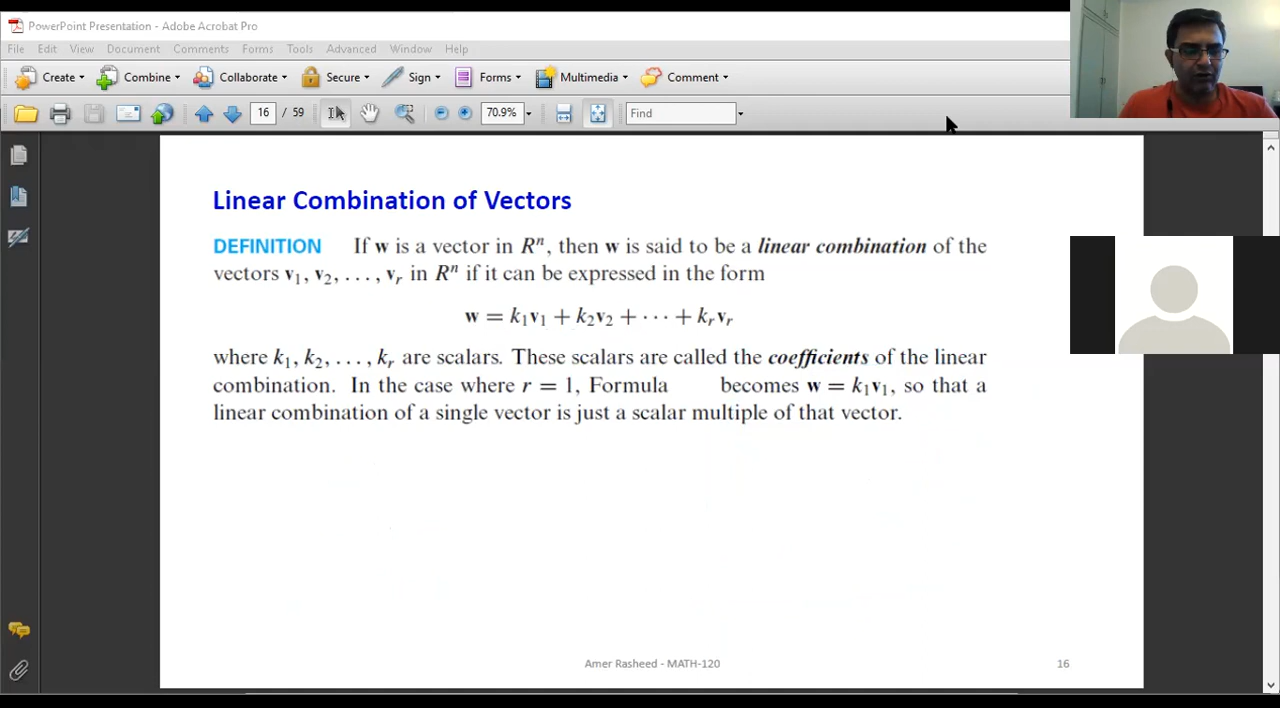 PowerPoint Presentation - Adobe Acrobat Pro
File Edit View Document Comments Forms Tools Advanced Window Help
Create Combine Collaborate Secure Sign Forms Multimedia Comment
16 / 59 70.9% Find
Linear Combination of Vectors
DEFINITION If w is a vector in Rⁿ, then w is said to be a linear combination of the
vectors v₁, v₂, . . . , vᵣ in Rⁿ if it can be expressed in the form
w = k₁v₁ + k₂v₂ + · · · + kᵣvᵣ
where k₁, k₂, . . . , kᵣ are scalars. These scalars are called the coefficients of the linear
combination. In the case where r = 1, Formula becomes w = k₁v₁, so that a
linear combination of a single vector is just a scalar multiple of that vector.
Amer Rasheed - MATH-120 16